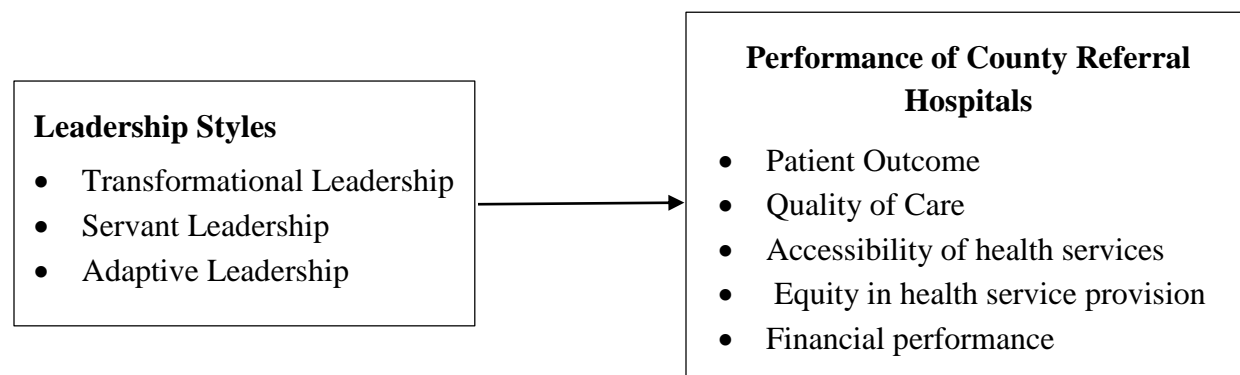 Leadership Styles
• Transformational Leadership
• Servant Leadership
• Adaptive Leadership
Performance of County Referral
Hospitals
• Patient Outcome
• Quality of Care
• Accessibility of health services
• Equity in health service provision
• Financial performance